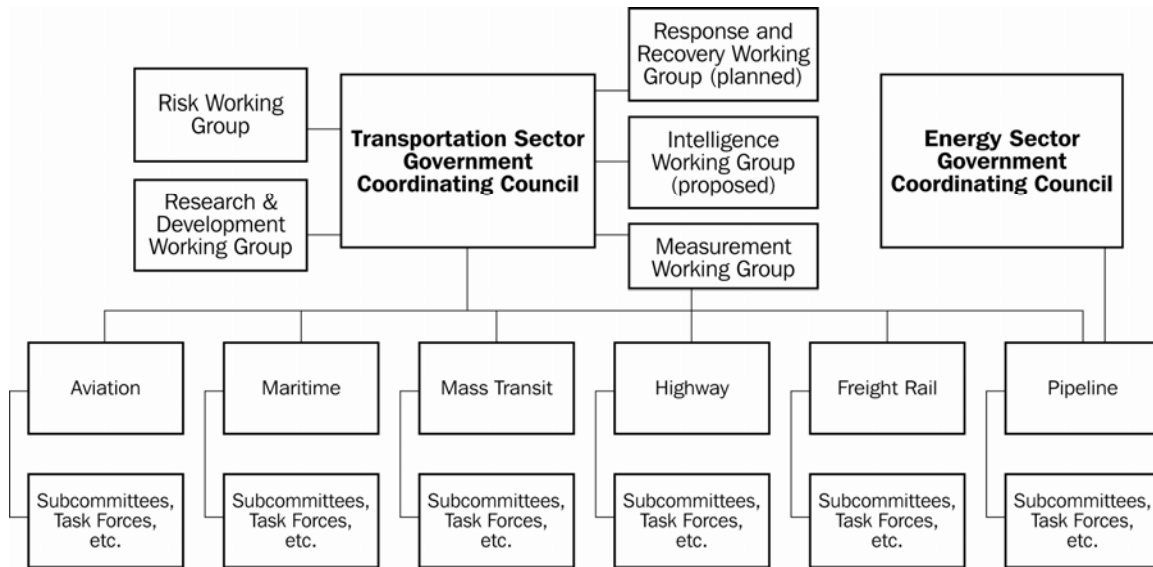 Response and
Recovery Working
Group (planned)
Risk Working
Group
Transportation Sector
Government
Coordinating Council
Intelligence
Working Group
(proposed)
Energy Sector
Government
Coordinating Council
Research &
Development
Working Group
Measurement
Working Group
Aviation
Maritime
Mass Transit
Highway
Freight Rail
Pipeline
Subcommittees,
Task Forces,
etc.
Subcommittees,
Task Forces,
etc.
Subcommittees,
Task Forces,
etc.
Subcommittees,
Task Forces,
etc.
Subcommittees,
Task Forces,
etc.
Subcommittees,
Task Forces,
etc.